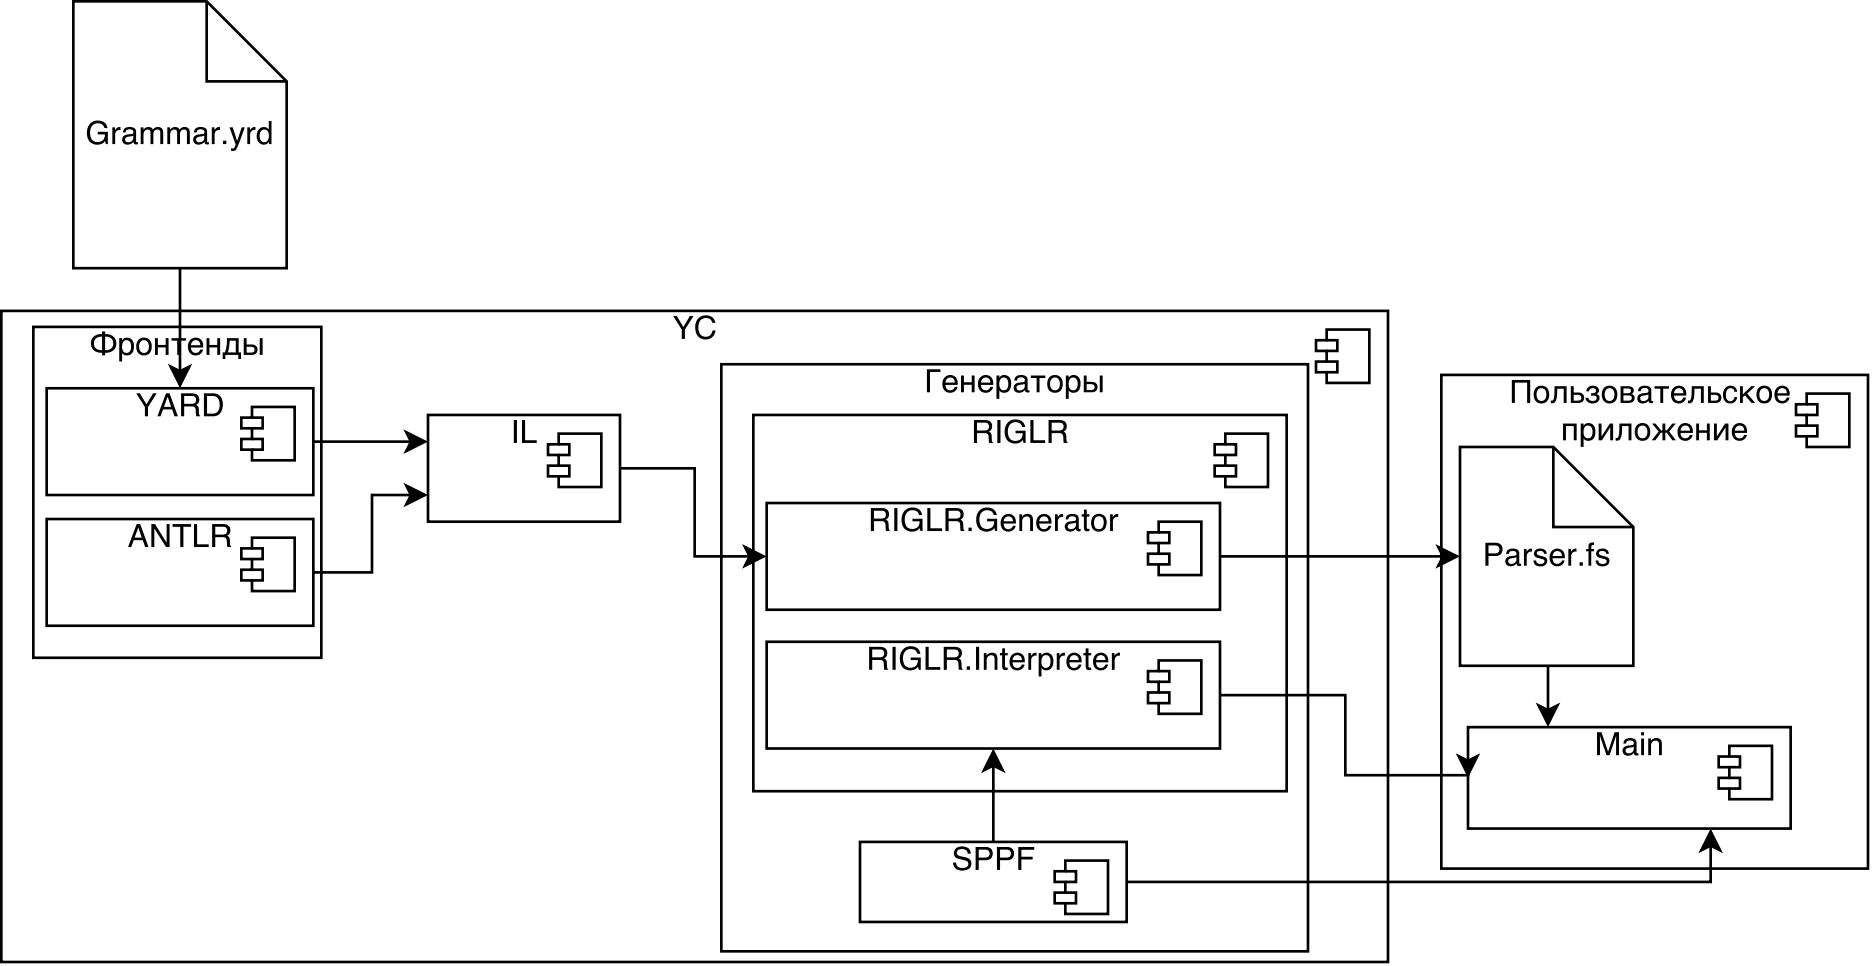 Grammar.yrd
YC
Фронтенды
YARD
ANTLR
IL
Генераторы
RIGLR
RIGLR.Generator
RIGLR.Interpreter
SPPF
Пользовательское
приложение
Parser.fs
Main